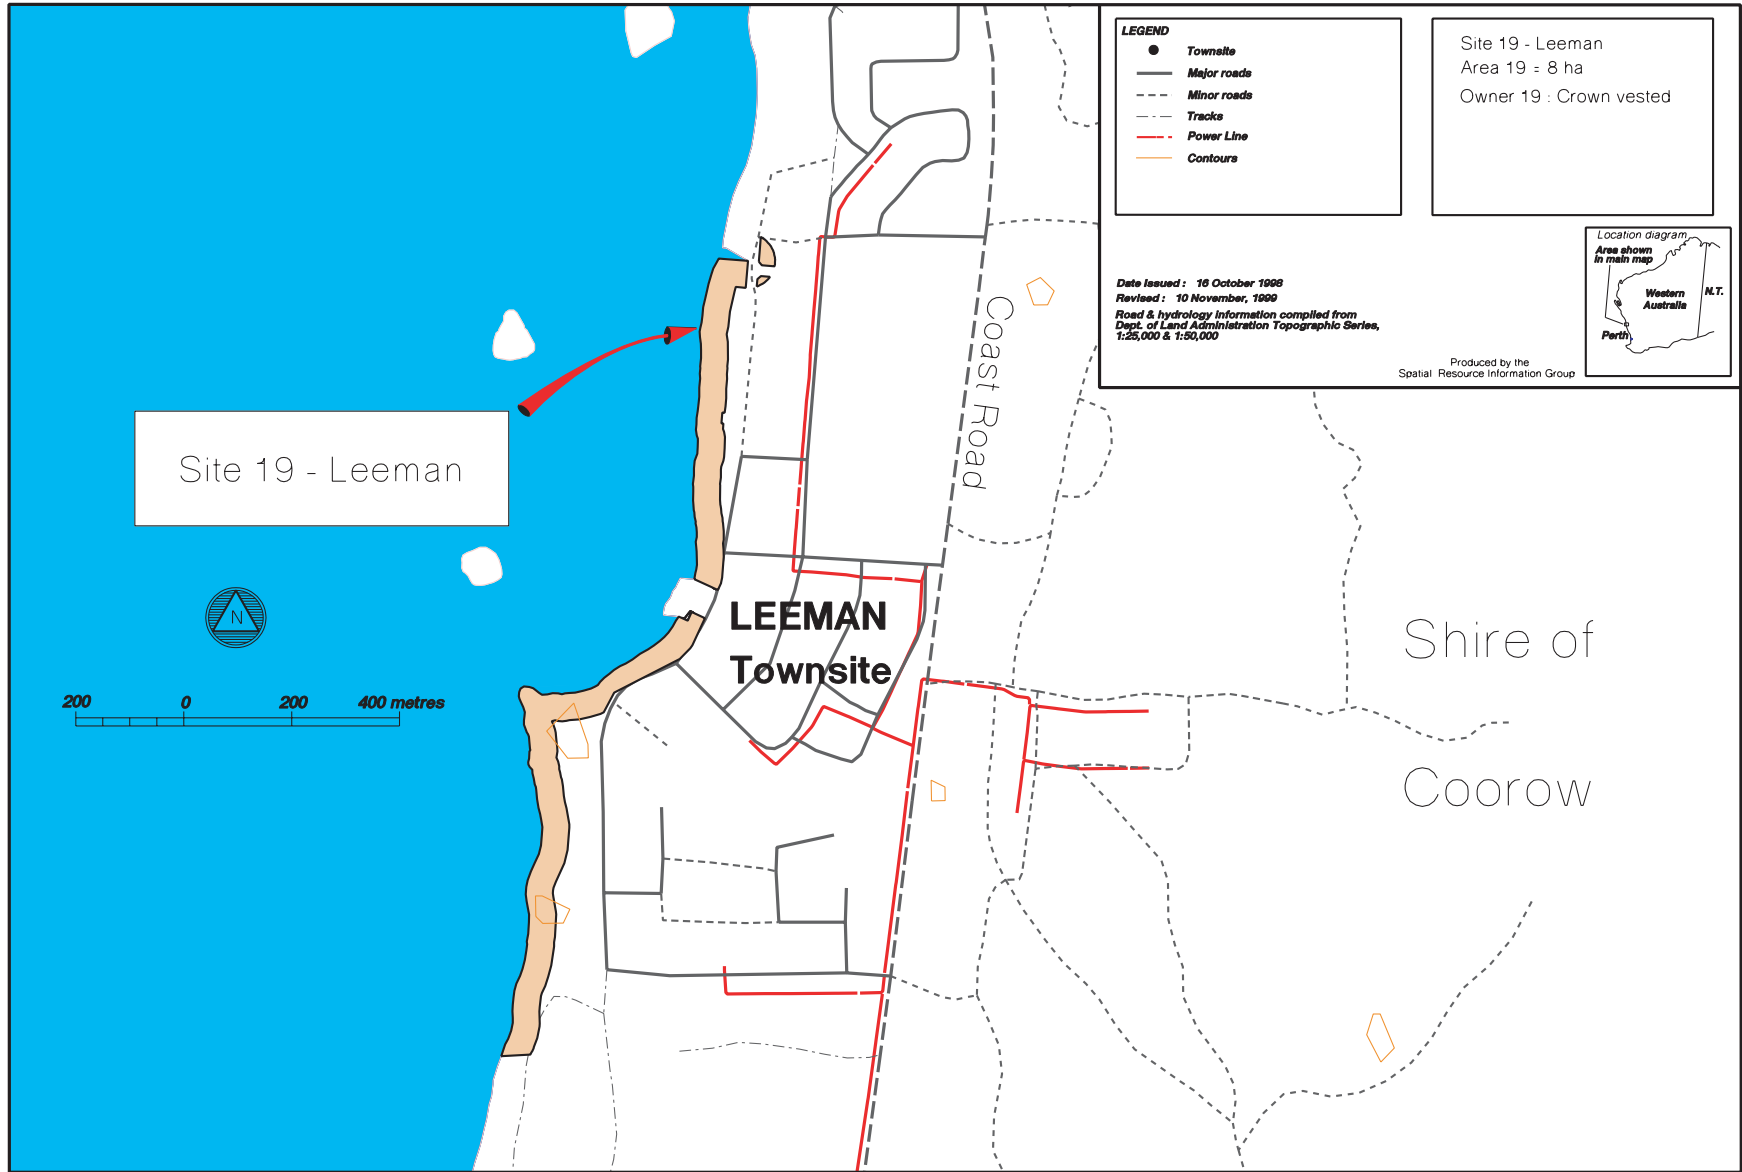 LEGEND
Townsite
Major roads
Minor roads
Tracks
Power Line
Contours
Site 19 - Leeman
Area 19 = 8 ha
Owner 19 : Crown vested
Date issued : 16 October 1998
Revised : 10 November, 1999
Road & hydrology information compiled from
Dept. of Land Administration Topographic Series,
1:25,000 & 1:50,000
Produced by the
Spatial Resource Information Group
Location diagram
Area shown
in main map
Western
Australia
N.T.
Perth
Coast Road
Site 19 - Leeman
N
200 0 200 400 metres
LEEMAN
Townsite
Shire of
Coorow